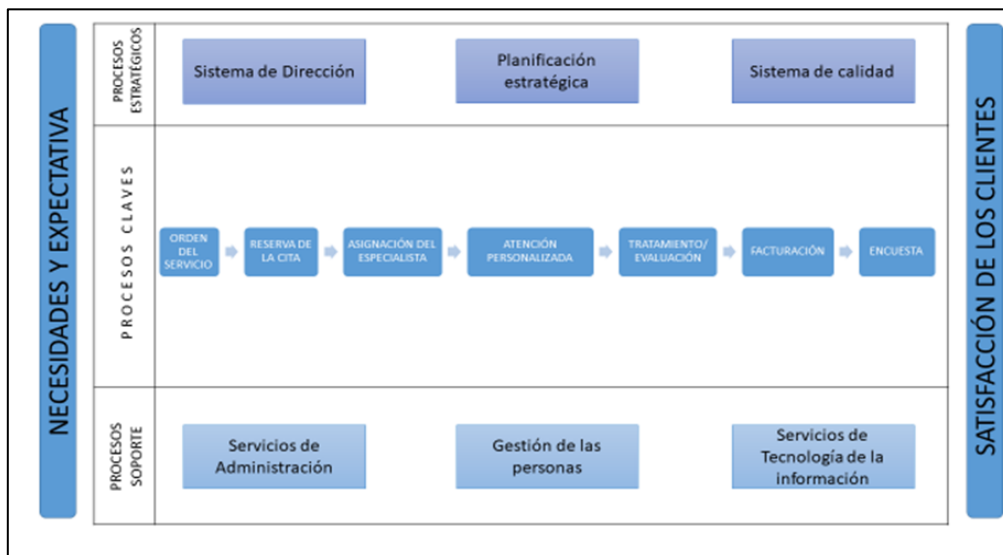 NECESIDADES Y EXPECTATIVA
PROCESOS
ESTRATÉGICOS
Sistema de Dirección
Planificación
estratégica
Sistema de calidad
PROCESOS CLAVES
ORDEN
DEL
SERVICIO
RESERVA DE
LA CITA
ASIGNACIÓN DEL
ESPECIALISTA
ATENCIÓN
PERSONALIZADA
TRATAMIENTO/
EVALUACIÓN
FACTURACIÓN
ENCUESTA
PROCESOS
SOPORTE
Servicios de
Administración
Gestión de las
personas
Servicios de
Tecnología de la
información
SATISFACCIÓN DE LOS CLIENTES